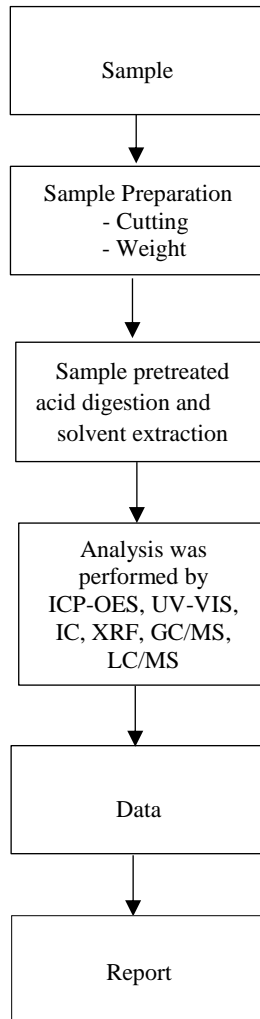 Sample
Sample Preparation
- Cutting
- Weight
Sample pretreated
acid digestion and
solvent extraction
Analysis was
performed by
ICP-OES, UV-VIS,
IC, XRF, GC/MS,
LC/MS
Data
Report